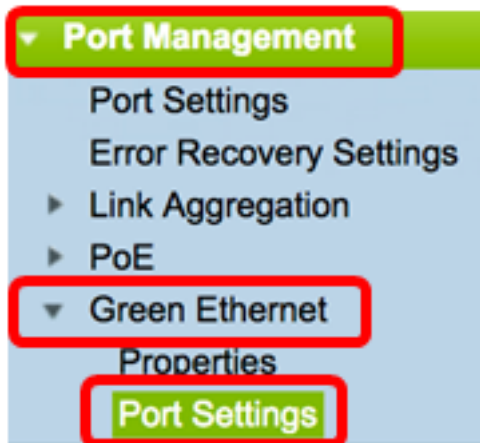 Port Management
Port Settings
Error Recovery Settings
Link Aggregation
PoE
Green Ethernet
Properties
Port Settings